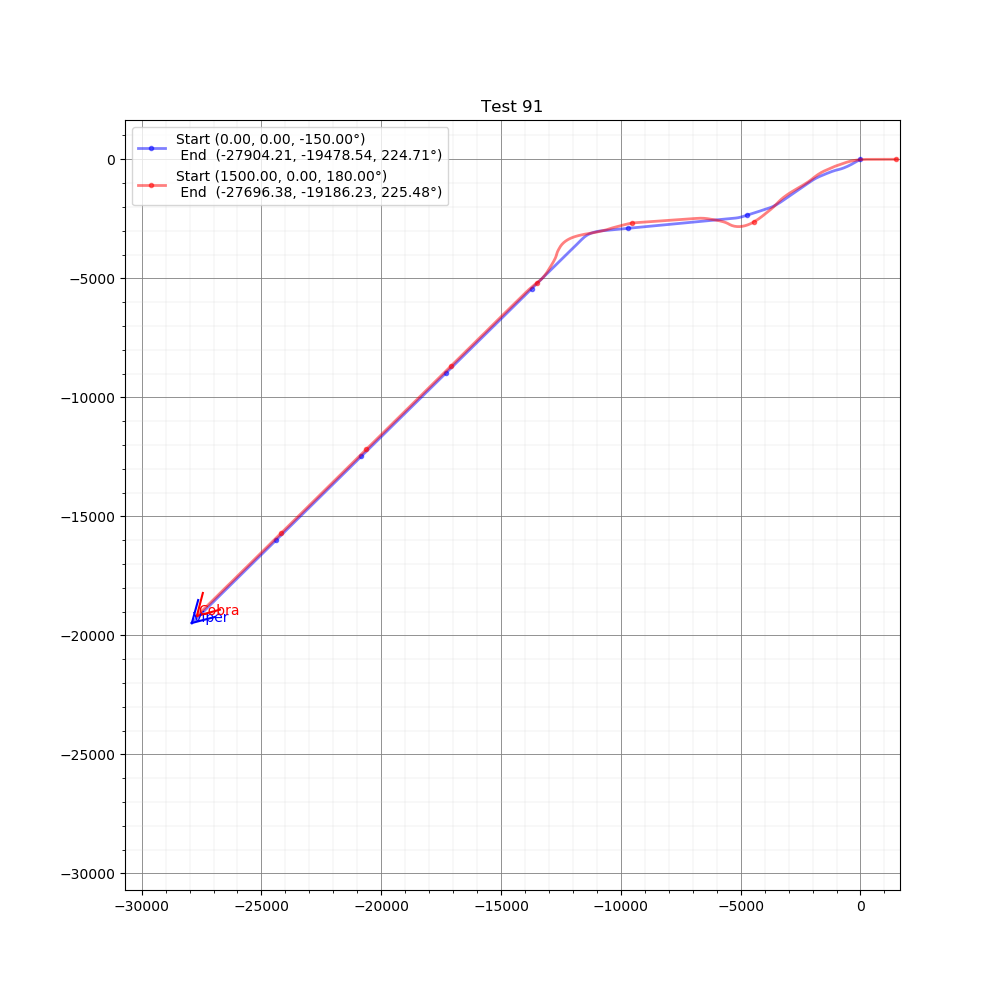 Test 91
Start (0.00, 0.00, -150.00°)
End (-27904.21, -19478.54, 224.71°)
Start (1500.00, 0.00, 180.00°)
End (-27696.38, -19186.23, 225.48°)
0
−5000
−10000
−15000
−20000
−25000
−30000
Cobra
Viper
−30000 −25000 −20000 −15000 −10000 −5000 0